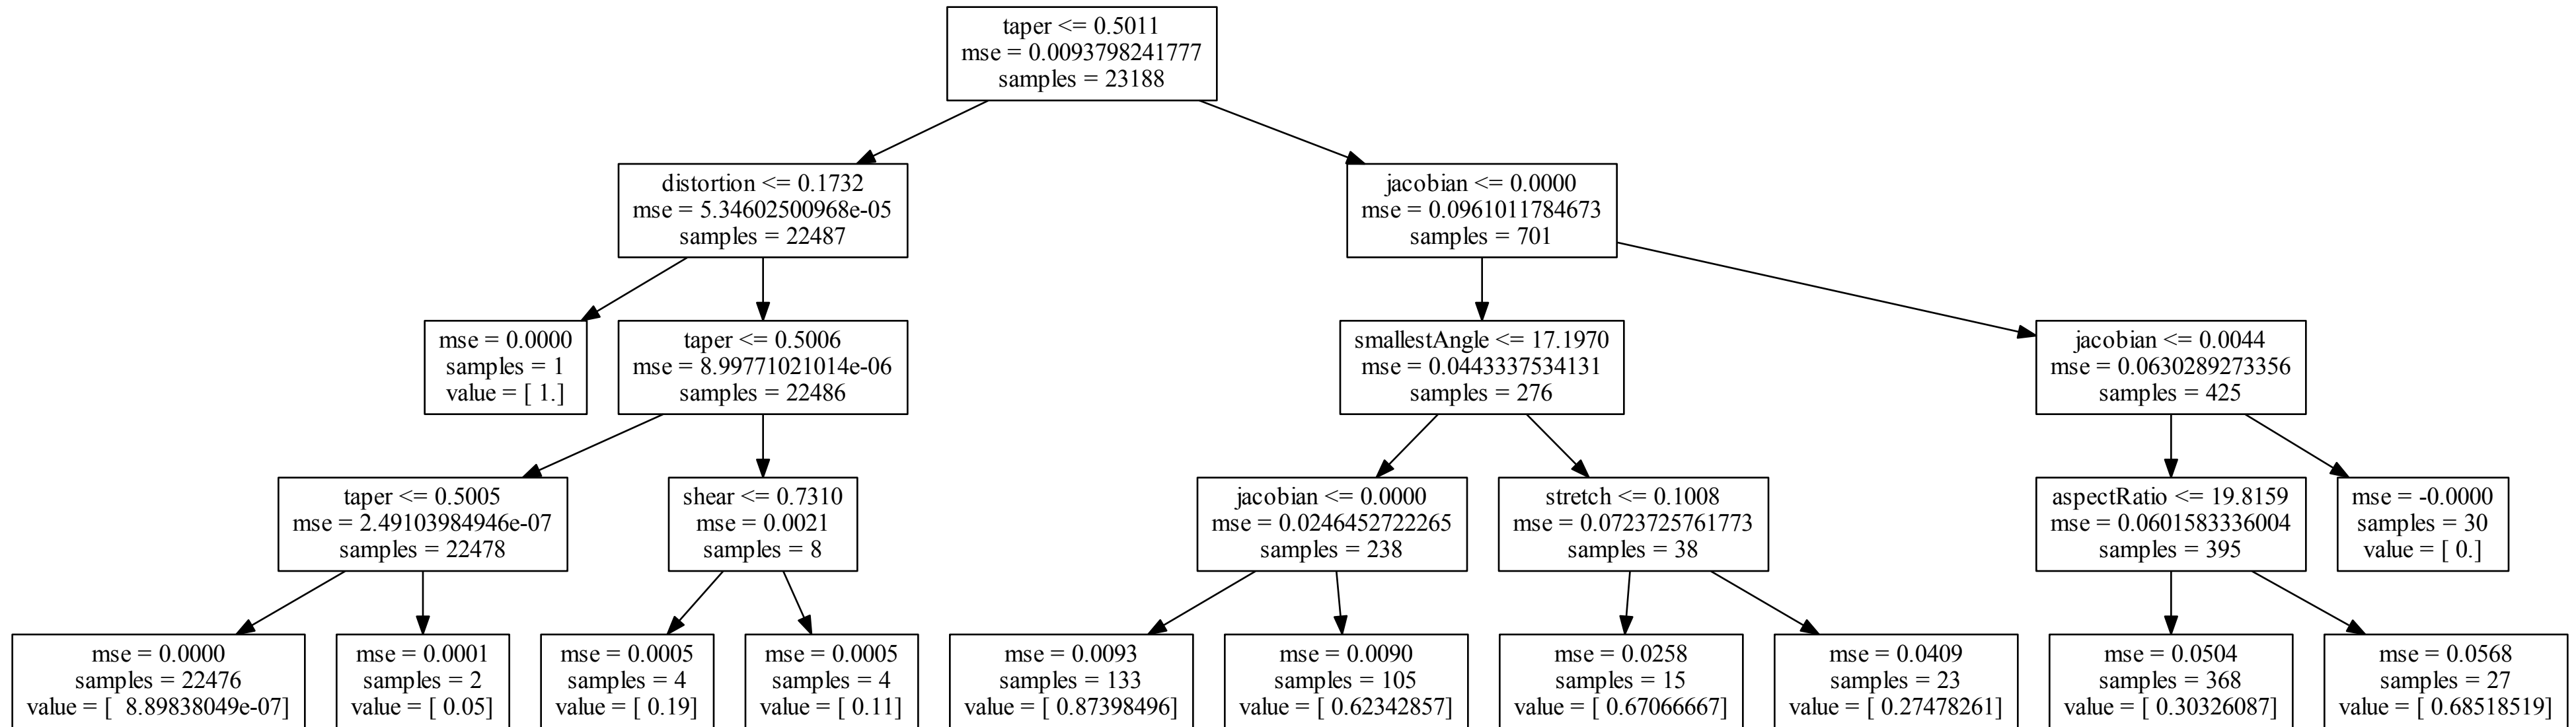 taper <= 0.5011
mse = 0.0093798241777
samples = 23188
distortion <= 0.1732
mse = 5.34602500968e-05
samples = 22487
jacobian <= 0.0000
mse = 0.0961011784673
samples = 701
mse = 0.0000
samples = 1
value = [ 1.]
taper <= 0.5006
mse = 8.99771021014e-06
samples = 22486
smallestAngle <= 17.1970
mse = 0.0443337534131
samples = 276
jacobian <= 0.0044
mse = 0.0630289273356
samples = 425
taper <= 0.5005
mse = 2.49103984946e-07
samples = 22478
shear <= 0.7310
mse = 0.0021
samples = 8
jacobian <= 0.0000
mse = 0.0246452722265
samples = 238
stretch <= 0.1008
mse = 0.0723725761773
samples = 38
aspectRatio <= 19.8159
mse = 0.0601583336004
samples = 395
mse = -0.0000
samples = 30
value = [ 0.]
mse = 0.0000
samples = 22476
value = [  8.89838049e-07]
mse = 0.0001
samples = 2
value = [ 0.05]
mse = 0.0005
samples = 4
value = [ 0.19]
mse = 0.0005
samples = 4
value = [ 0.11]
mse = 0.0093
samples = 133
value = [ 0.87398496]
mse = 0.0090
samples = 105
value = [ 0.62342857]
mse = 0.0258
samples = 15
value = [ 0.67066667]
mse = 0.0409
samples = 23
value = [ 0.27478261]
mse = 0.0504
samples = 368
value = [ 0.30326087]
mse = 0.0568
samples = 27
value = [ 0.68518519]